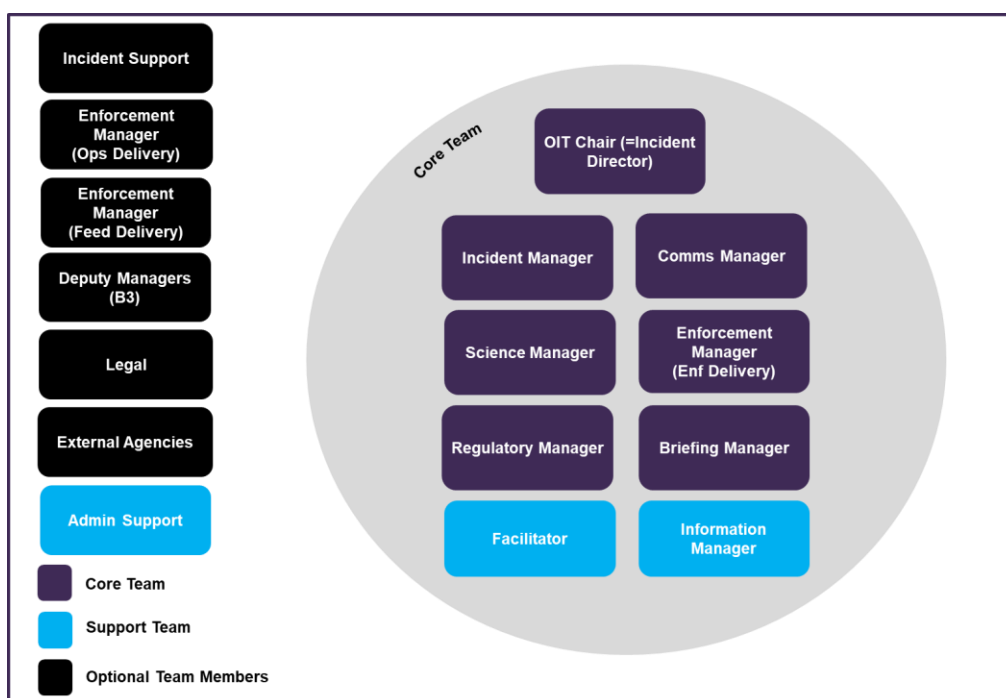 Incident Support
Enforcement
Manager
(Ops Delivery)
Enforcement
Manager
(Feed Delivery)
Deputy Managers
(B3)
Legal
External Agencies
Admin Support
Core Team
Support Team
Optional Team Members
Core Team
OIT Chair (=Incident
Director)
Incident Manager
Comms Manager
Science Manager
Enforcement
Manager
(Enf Delivery)
Regulatory Manager
Briefing Manager
Facilitator
Information
Manager